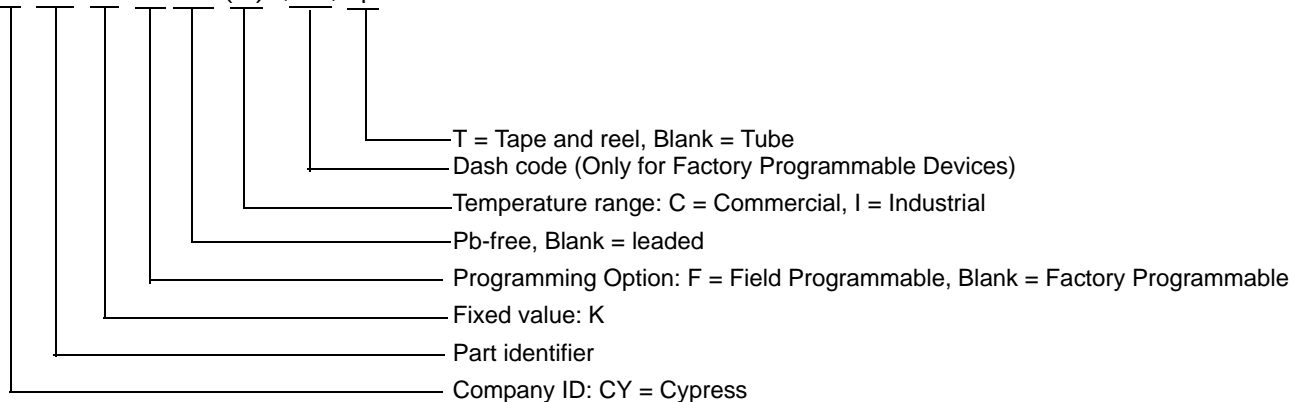 T = Tape and reel, Blank = Tube
Dash code (Only for Factory Programmable Devices)
Temperature range: C = Commercial, I = Industrial
Pb-free, Blank = leaded
Programming Option: F = Field Programmable, Blank = Factory Programmable
Fixed value: K
Part identifier
Company ID: CY = Cypress